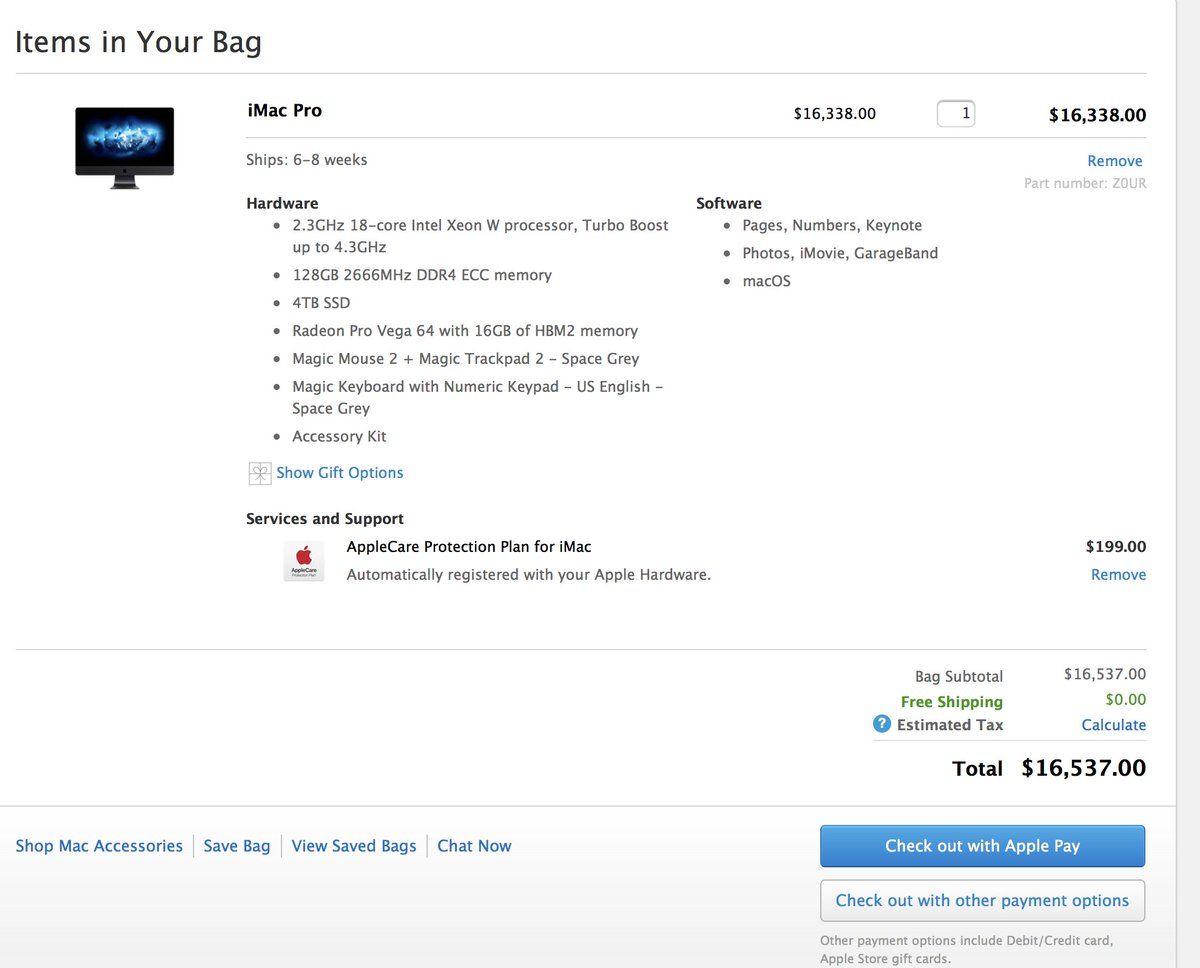 Items in Your Bag
iMac Pro
$16,338.00
1
$16,338.00
Ships: 6-8 weeks
Remove
Part number: Z0UR
Hardware
2.3GHz 18-core Intel Xeon W processor, Turbo Boost
up to 4.3GHz
128GB 2666MHz DDR4 ECC memory
4TB SSD
Radeon Pro Vega 64 with 16GB of HBM2 memory
Magic Mouse 2 + Magic Trackpad 2 - Space Grey
Magic Keyboard with Numeric Keypad - US English -
Space Grey
Accessory Kit
Software
Pages, Numbers, Keynote
Photos, iMovie, GarageBand
macOS
Show Gift Options
Services and Support
AppleCare
Protection Plan
AppleCare Protection Plan for iMac
$199.00
Automatically registered with your Apple Hardware.
Remove
Bag Subtotal $16,537.00
Free Shipping $0.00
? Estimated Tax Calculate
Total $16,537.00
Shop Mac Accessories
Save Bag
View Saved Bags
Chat Now
Check out with Apple Pay
Check out with other payment options
Other payment options include Debit/Credit card,
Apple Store gift cards.